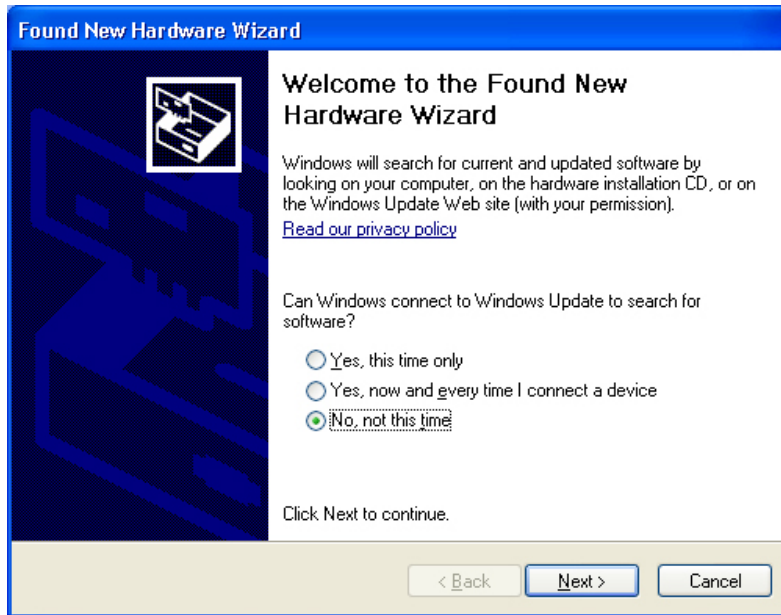 Found New Hardware Wizard
Welcome to the Found New
Hardware Wizard
Windows will search for current and updated software by
looking on your computer, on the hardware installation CD, or on
the Windows Update Web site (with your permission).
Read our privacy policy
Can Windows connect to Windows Update to search for
software?
Yes, this time only
Yes, now and every time I connect a device
No, not this time
Click Next to continue.
< Back
Next >
Cancel